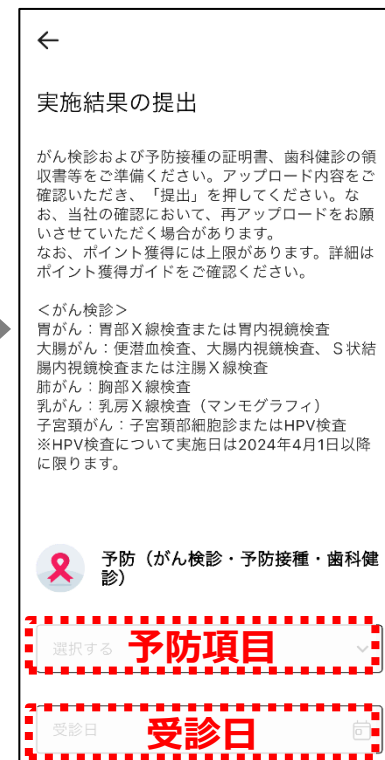 実施結果の提出
がん検診および予防接種の証明書、歯科健診の領
収書等をご準備ください。アップロード内容をご
確認いただき、「提出」を押してください。な
お、当社の確認において、再アップロードをお願
いさせていただく場合があります。
なお、ポイント獲得には上限があります。詳細は
ポイント獲得ガイドをご確認ください。
＜がん検診＞
胃がん：胃部Ｘ線検査または胃内視鏡検査
大腸がん：便潜血検査、大腸内視鏡検査、Ｓ状結
腸内視鏡検査または注腸Ｘ線検査
肺がん：胸部Ｘ線検査
乳がん：乳房Ｘ線検査（マンモグラフィ）
子宮頚がん：子宮頚部細胞診またはHPV検査
※HPV検査について実施日は2024年4月1日以降
に限ります。
予防（がん検診・予防接種・歯科健
診）
選択する 予防項目
受診日 受診日